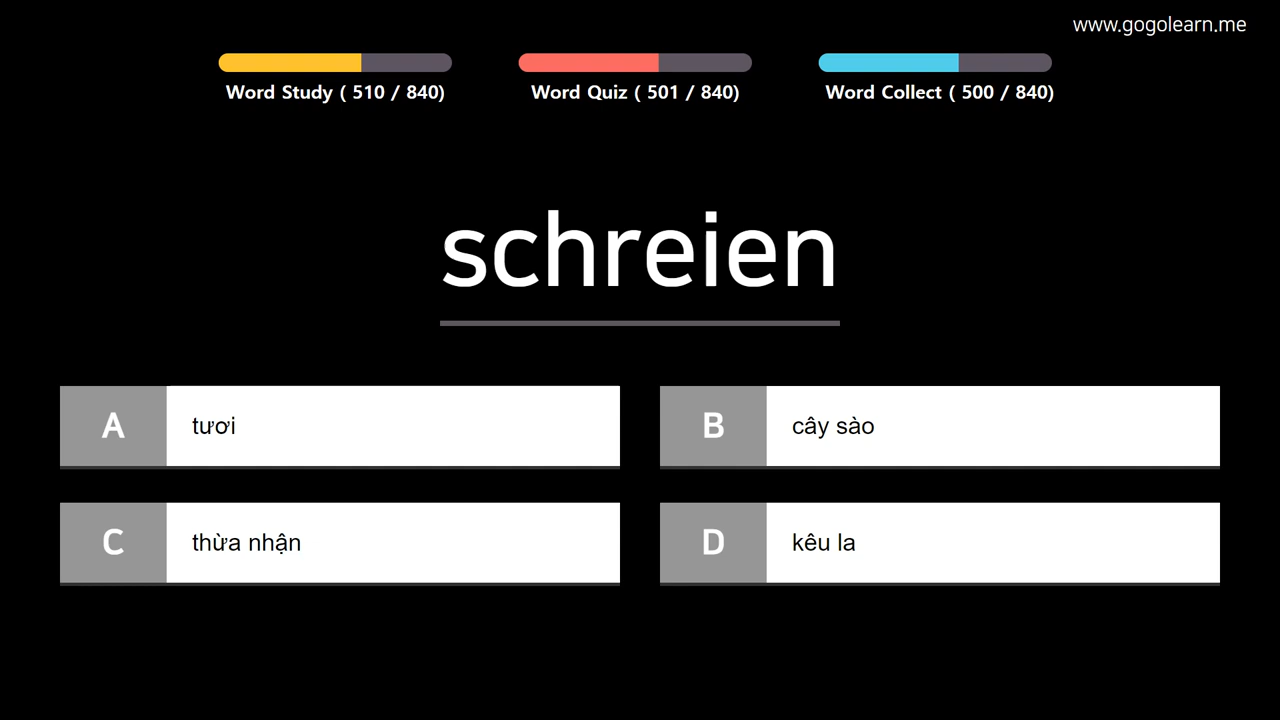 www.gogolearn.me
Word Study ( 510 / 840)
Word Quiz ( 501 / 840)
Word Collect ( 500 / 840)
schreien
A
tươi
B
cây sào
C
thừa nhận
D
kêu la